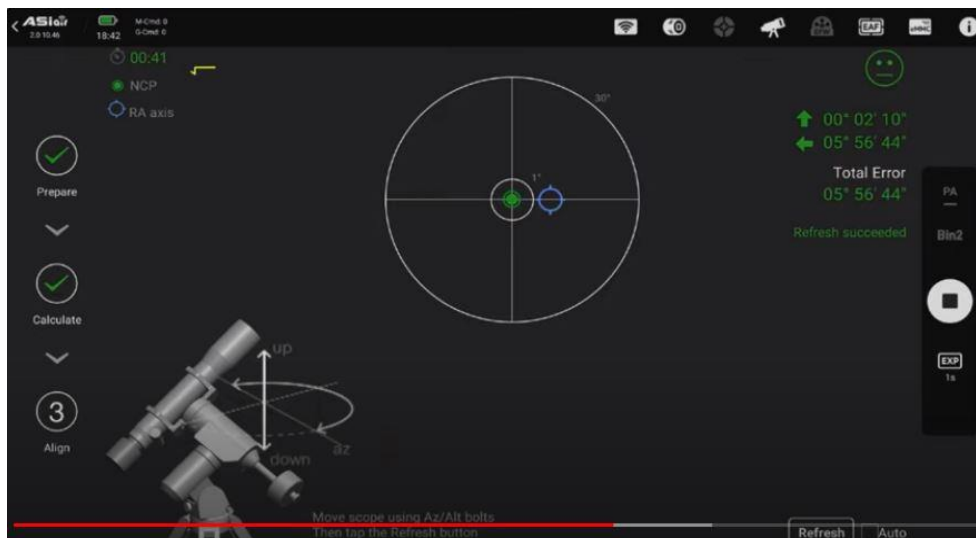 ASIair
2.0 10.46
18:42
M-Cmd: 0
G-Cmd: 0
EAF
eMMC
00:41
NCP
RA axis
30°
1°
00° 02' 10"
05° 56' 44"
Total Error
05° 56' 44"
Refresh succeeded
Prepare
Calculate
3
Align
PA
Bin2
EXP
1s
up
down
az
Move scope using Az/Alt bolts
Then tap the Refresh button
Refresh
Auto